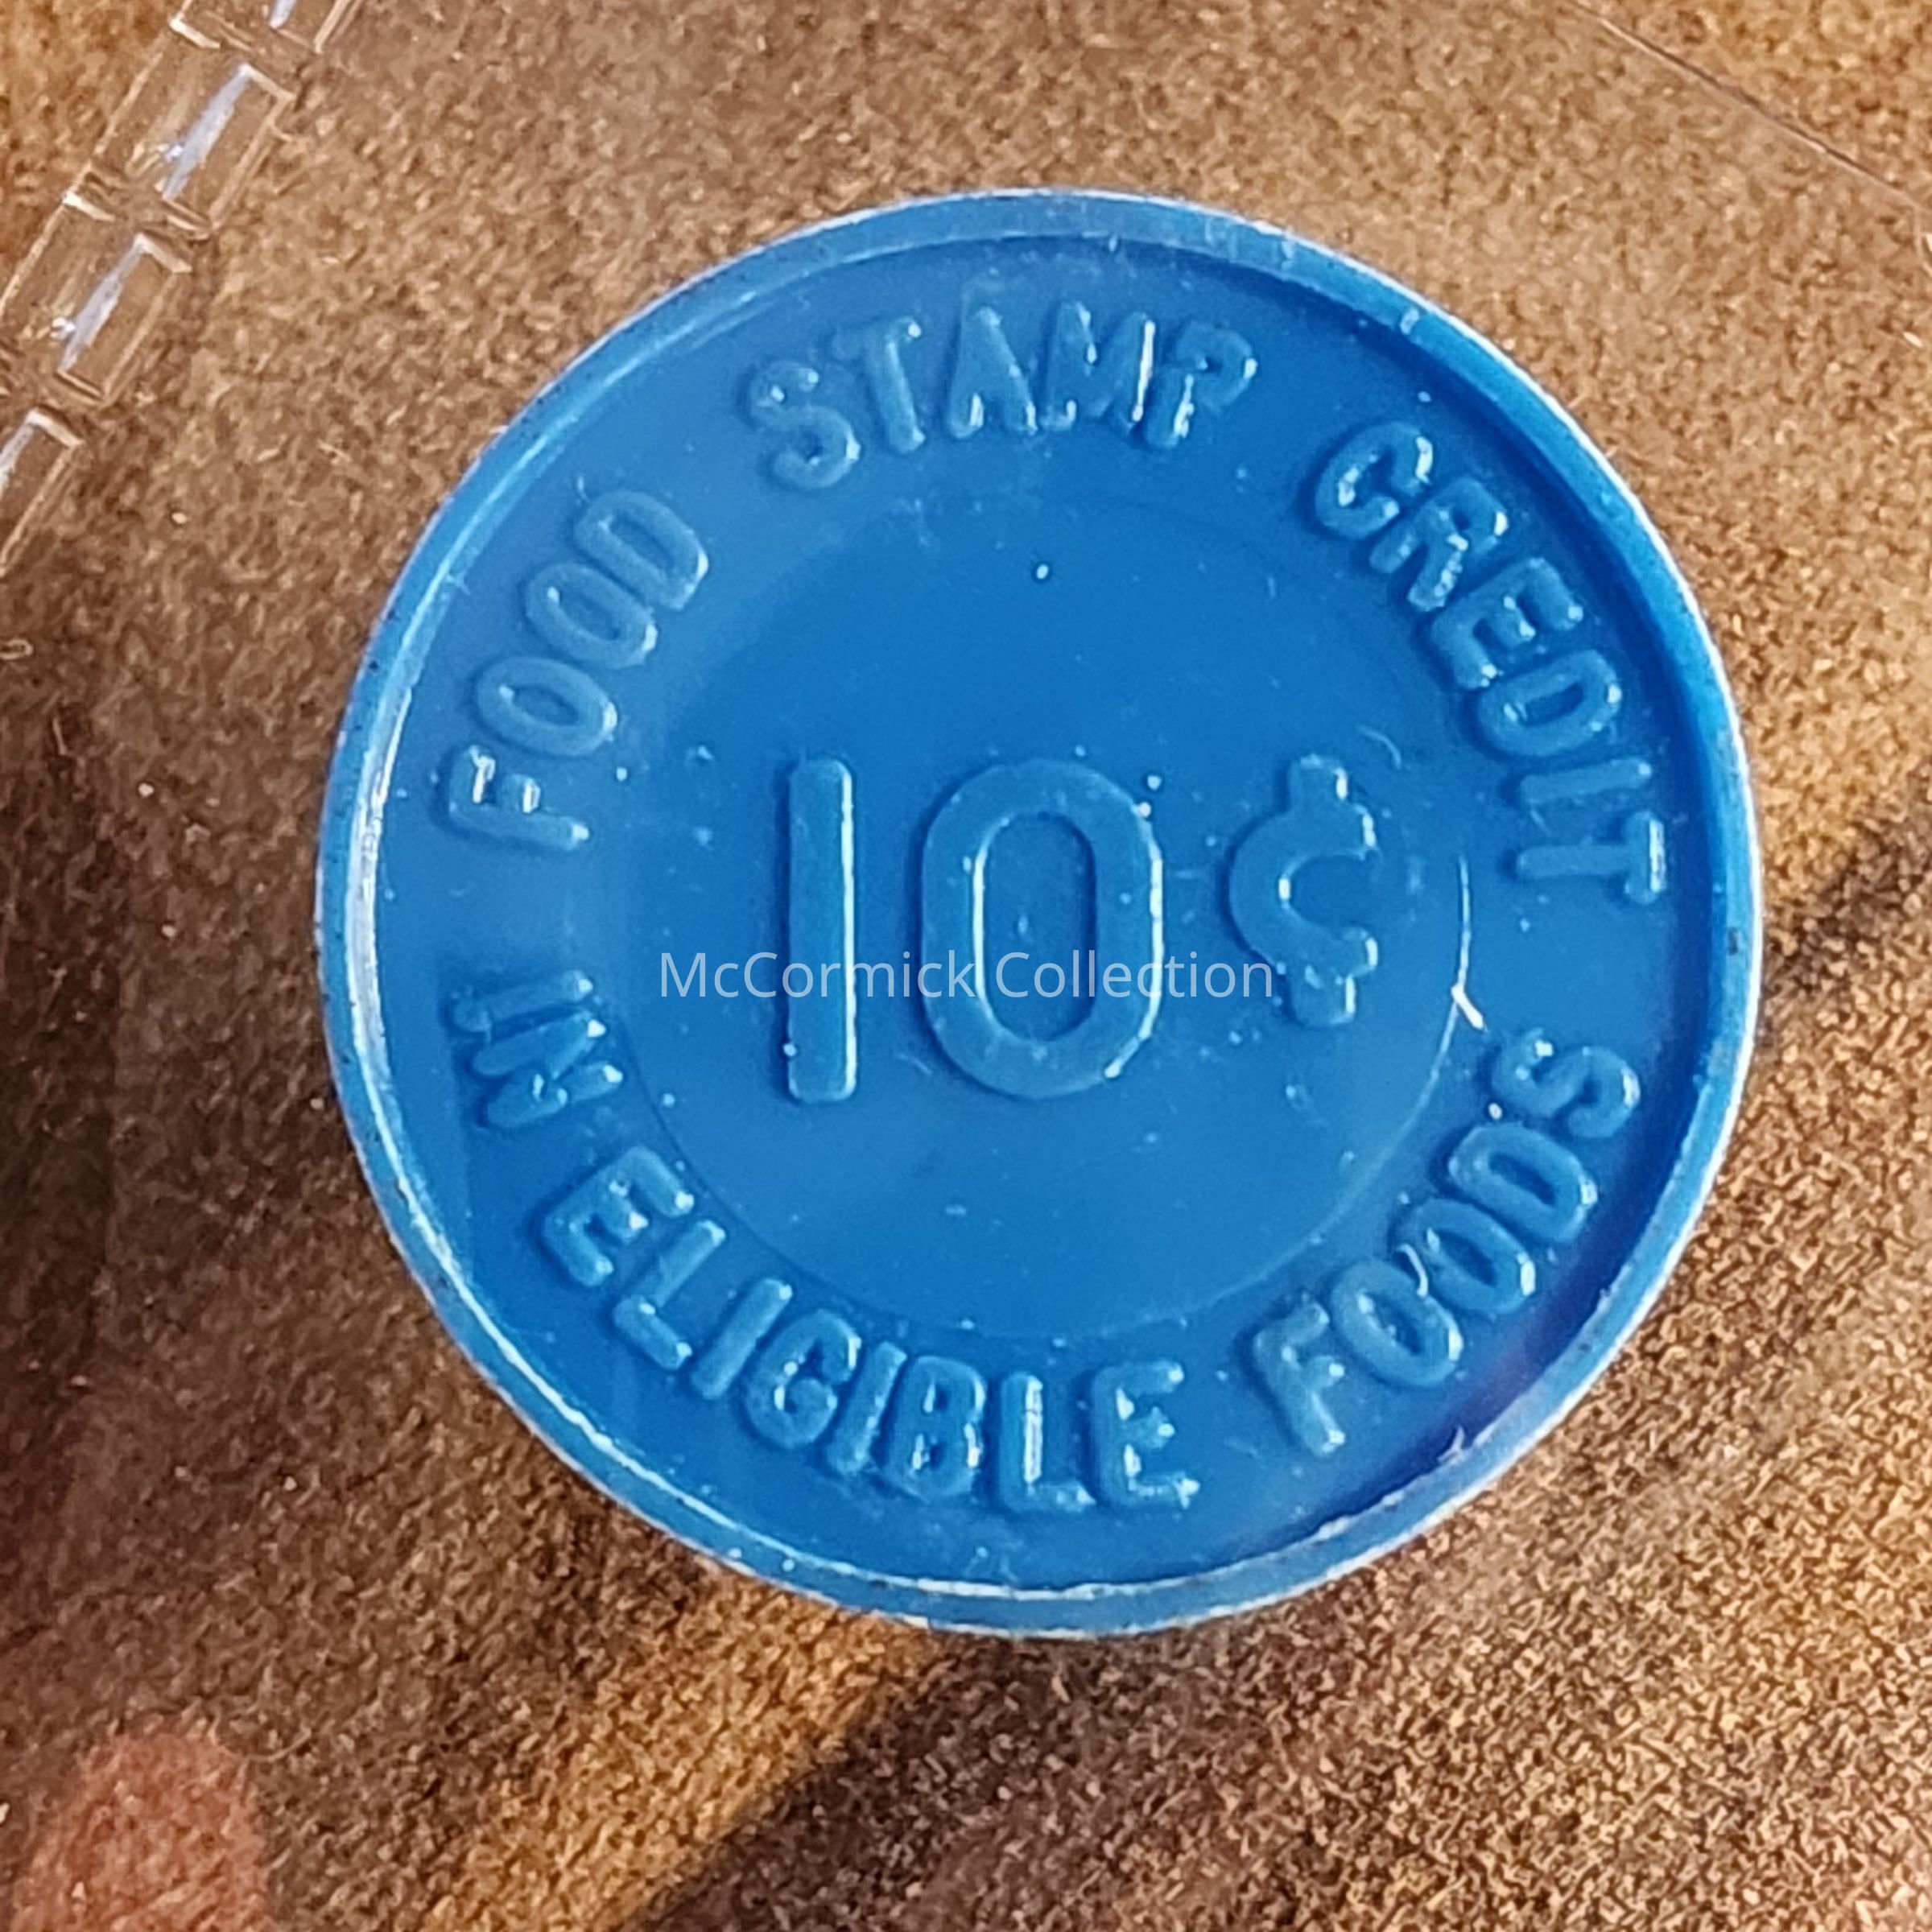 FOOD STAMP CREDIT
10¢
McCormick Collection
IN ELIGIBLE FOODS